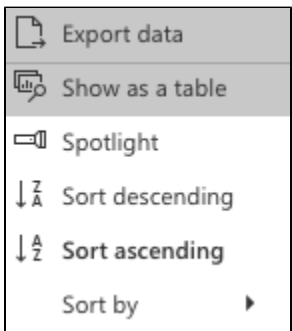 Export data
Show as a table
Spotlight
Sort descending
Sort ascending
Sort by